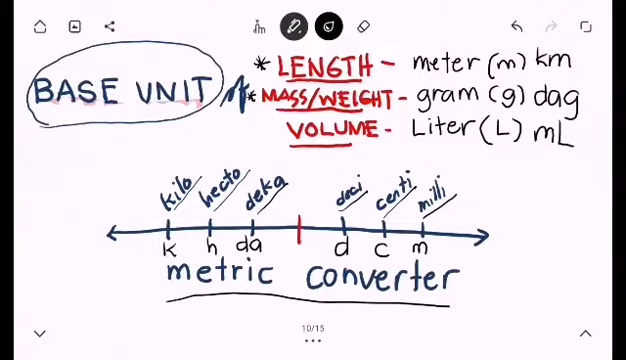 BASE UNIT of
* LENGTH - meter (m) km
* MASS/WEIGHT - gram (g) dag
VOLUME - Liter (L) mL
kilo hecto deka deci centi milli
k h da d c m
metric converter
10/15